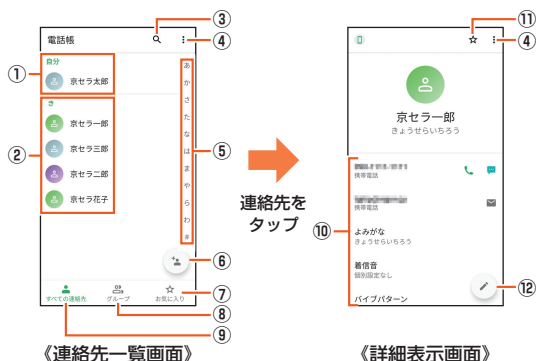 ③
⑪
電話帳
④
④
自分
①
京セラ太郎
あ
か
き
さ
京セラ一郎
た
京セラ一郎
きょうせらいちろう
②
京セラ三郎
な
⑤
は
京セラ二郎
ま
連絡先を
タップ
携帯電話
や
京セラ花子
ら
携帯電話
わ
⑩
#
よみがな
きょうせらいちろう
⑥
着信音
個別設定なし
⑫
すべての連絡先
グループ
お気に入り
⑦
バイブパターン
⑧
⑨
《連絡先一覧画面》
《詳細表示画面》